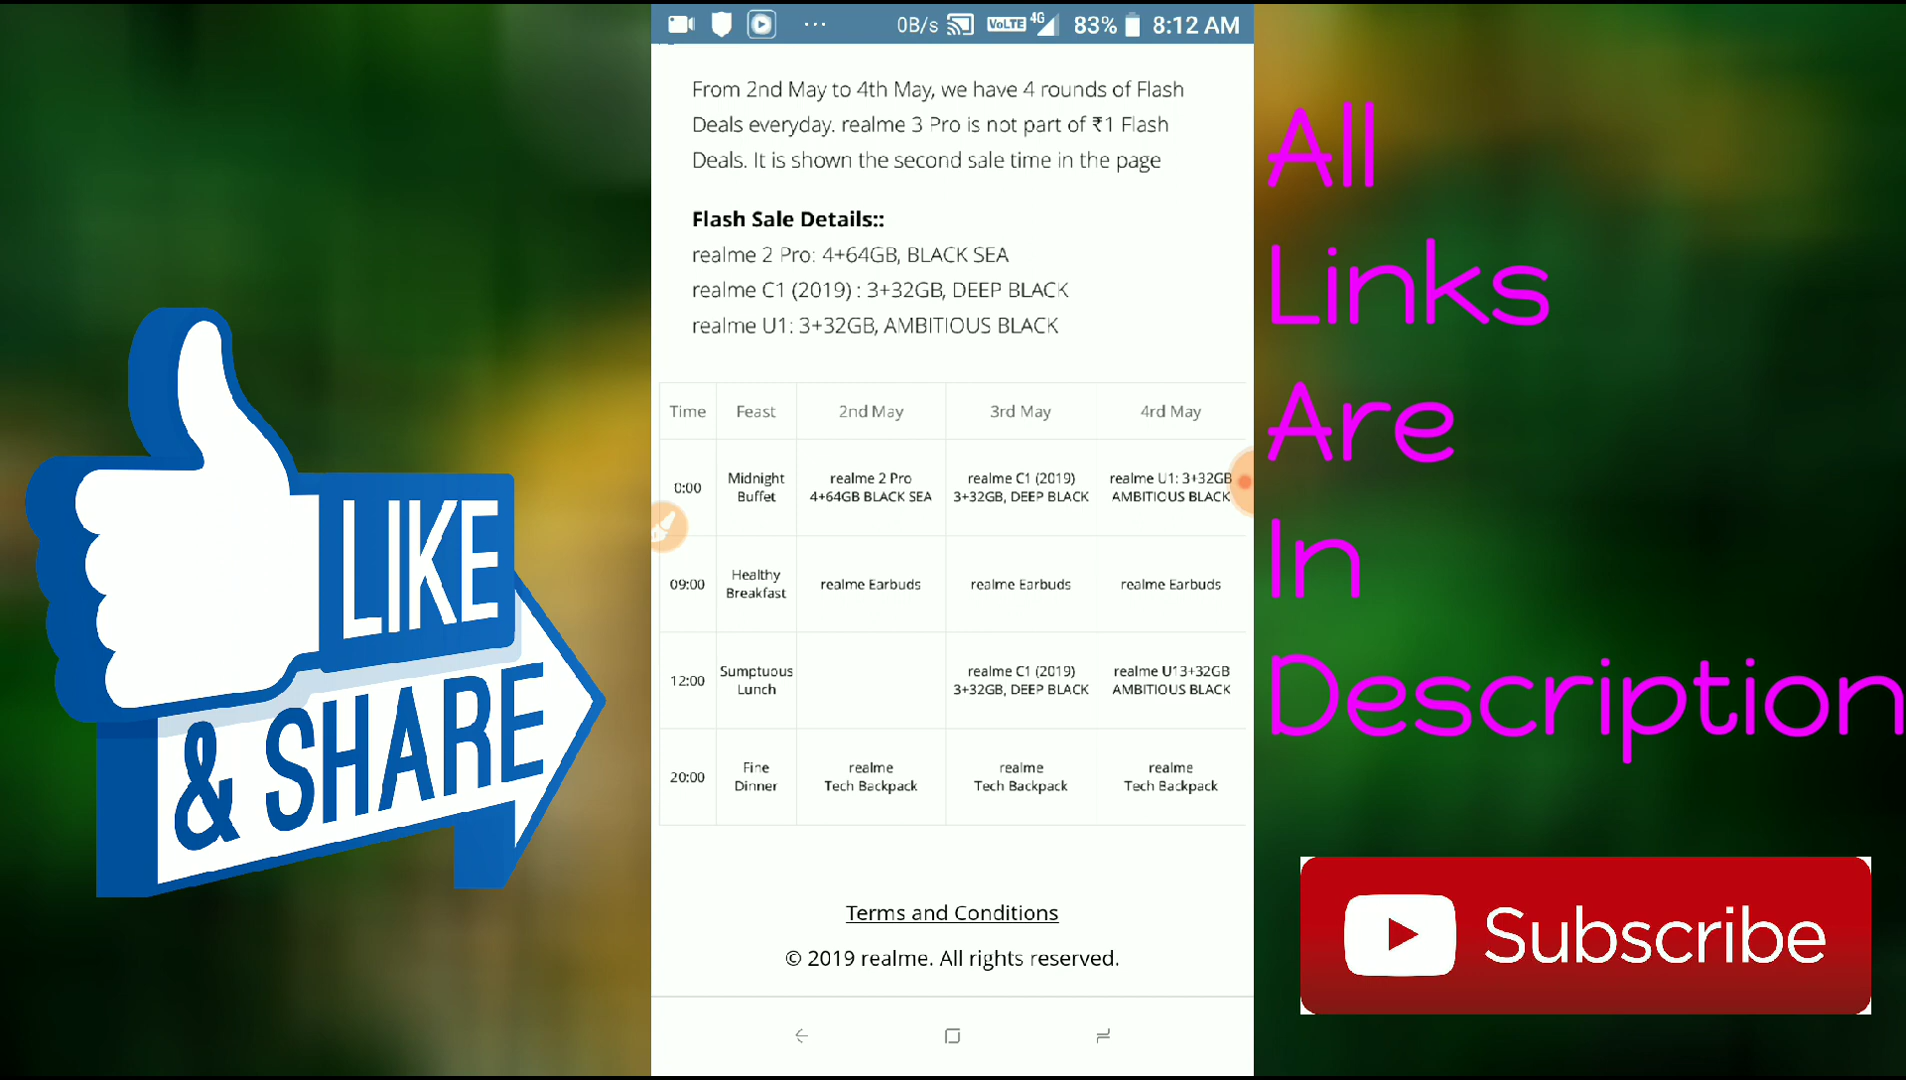 0B/s VoLTE 4G 83% 8:12 AM
From 2nd May to 4th May, we have 4 rounds of Flash
Deals everyday. realme 3 Pro is not part of ₹1 Flash
Deals. It is shown the second sale time in the page
Flash Sale Details::
realme 2 Pro: 4+64GB, BLACK SEA
realme C1 (2019) : 3+32GB, DEEP BLACK
realme U1: 3+32GB, AMBITIOUS BLACK
Time Feast 2nd May 3rd May 4rd May
0:00 Midnight Buffet realme 2 Pro 4+64GB BLACK SEA realme C1 (2019) 3+32GB, DEEP BLACK realme U1: 3+32GB AMBITIOUS BLACK
09:00 Healthy Breakfast realme Earbuds realme Earbuds realme Earbuds
12:00 Sumptuous Lunch realme C1 (2019) 3+32GB, DEEP BLACK realme U13+32GB AMBITIOUS BLACK
20:00 Fine Dinner realme Tech Backpack realme Tech Backpack realme Tech Backpack
Terms and Conditions
© 2019 realme. All rights reserved.
LIKE
& SHARE
All
Links
Are
In
Description
Subscribe